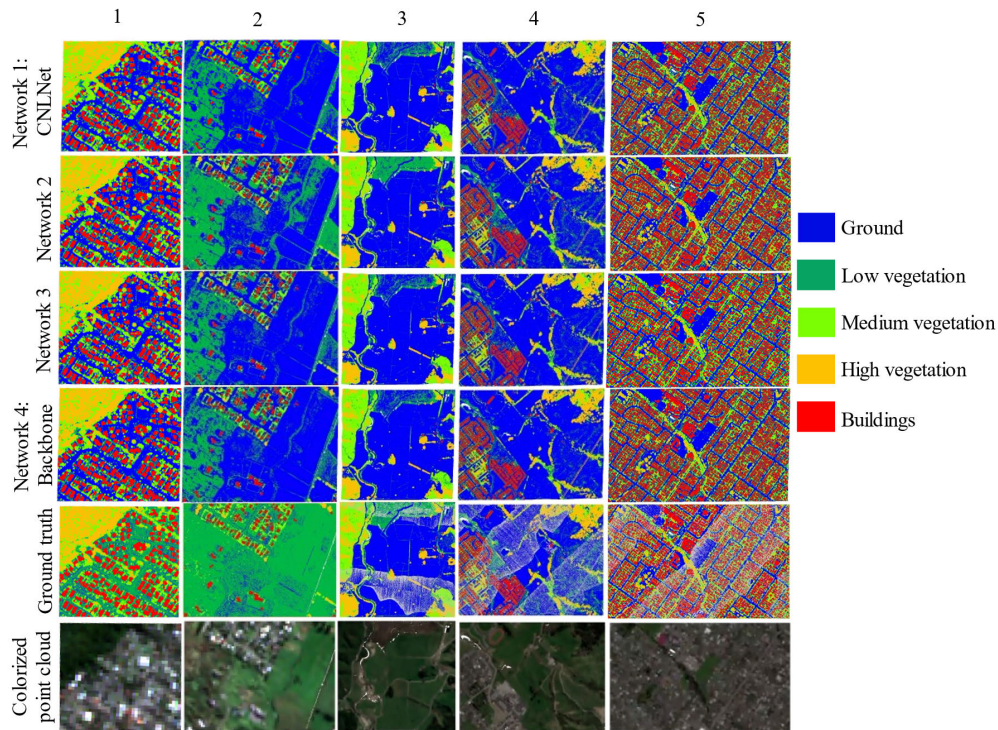 1 2 3 4 5
Network 1:
CNLNet
Network 2
Network 3
Network 4:
Backbone
Ground truth
Colorized
point cloud
Ground
Low vegetation
Medium vegetation
High vegetation
Buildings